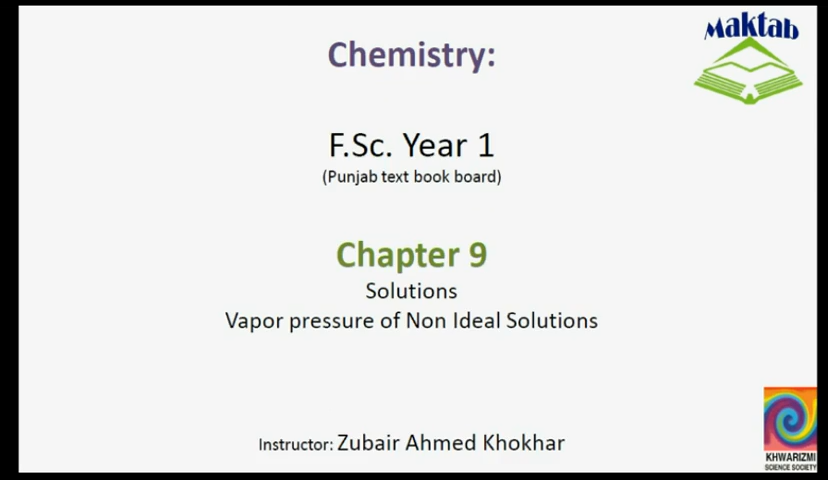 Maktab
Chemistry:
F.Sc. Year 1
(Punjab text book board)
Chapter 9
Solutions
Vapor pressure of Non Ideal Solutions
Instructor: Zubair Ahmed Khokhar
KHWARIZMI
SCIENCE SOCIETY